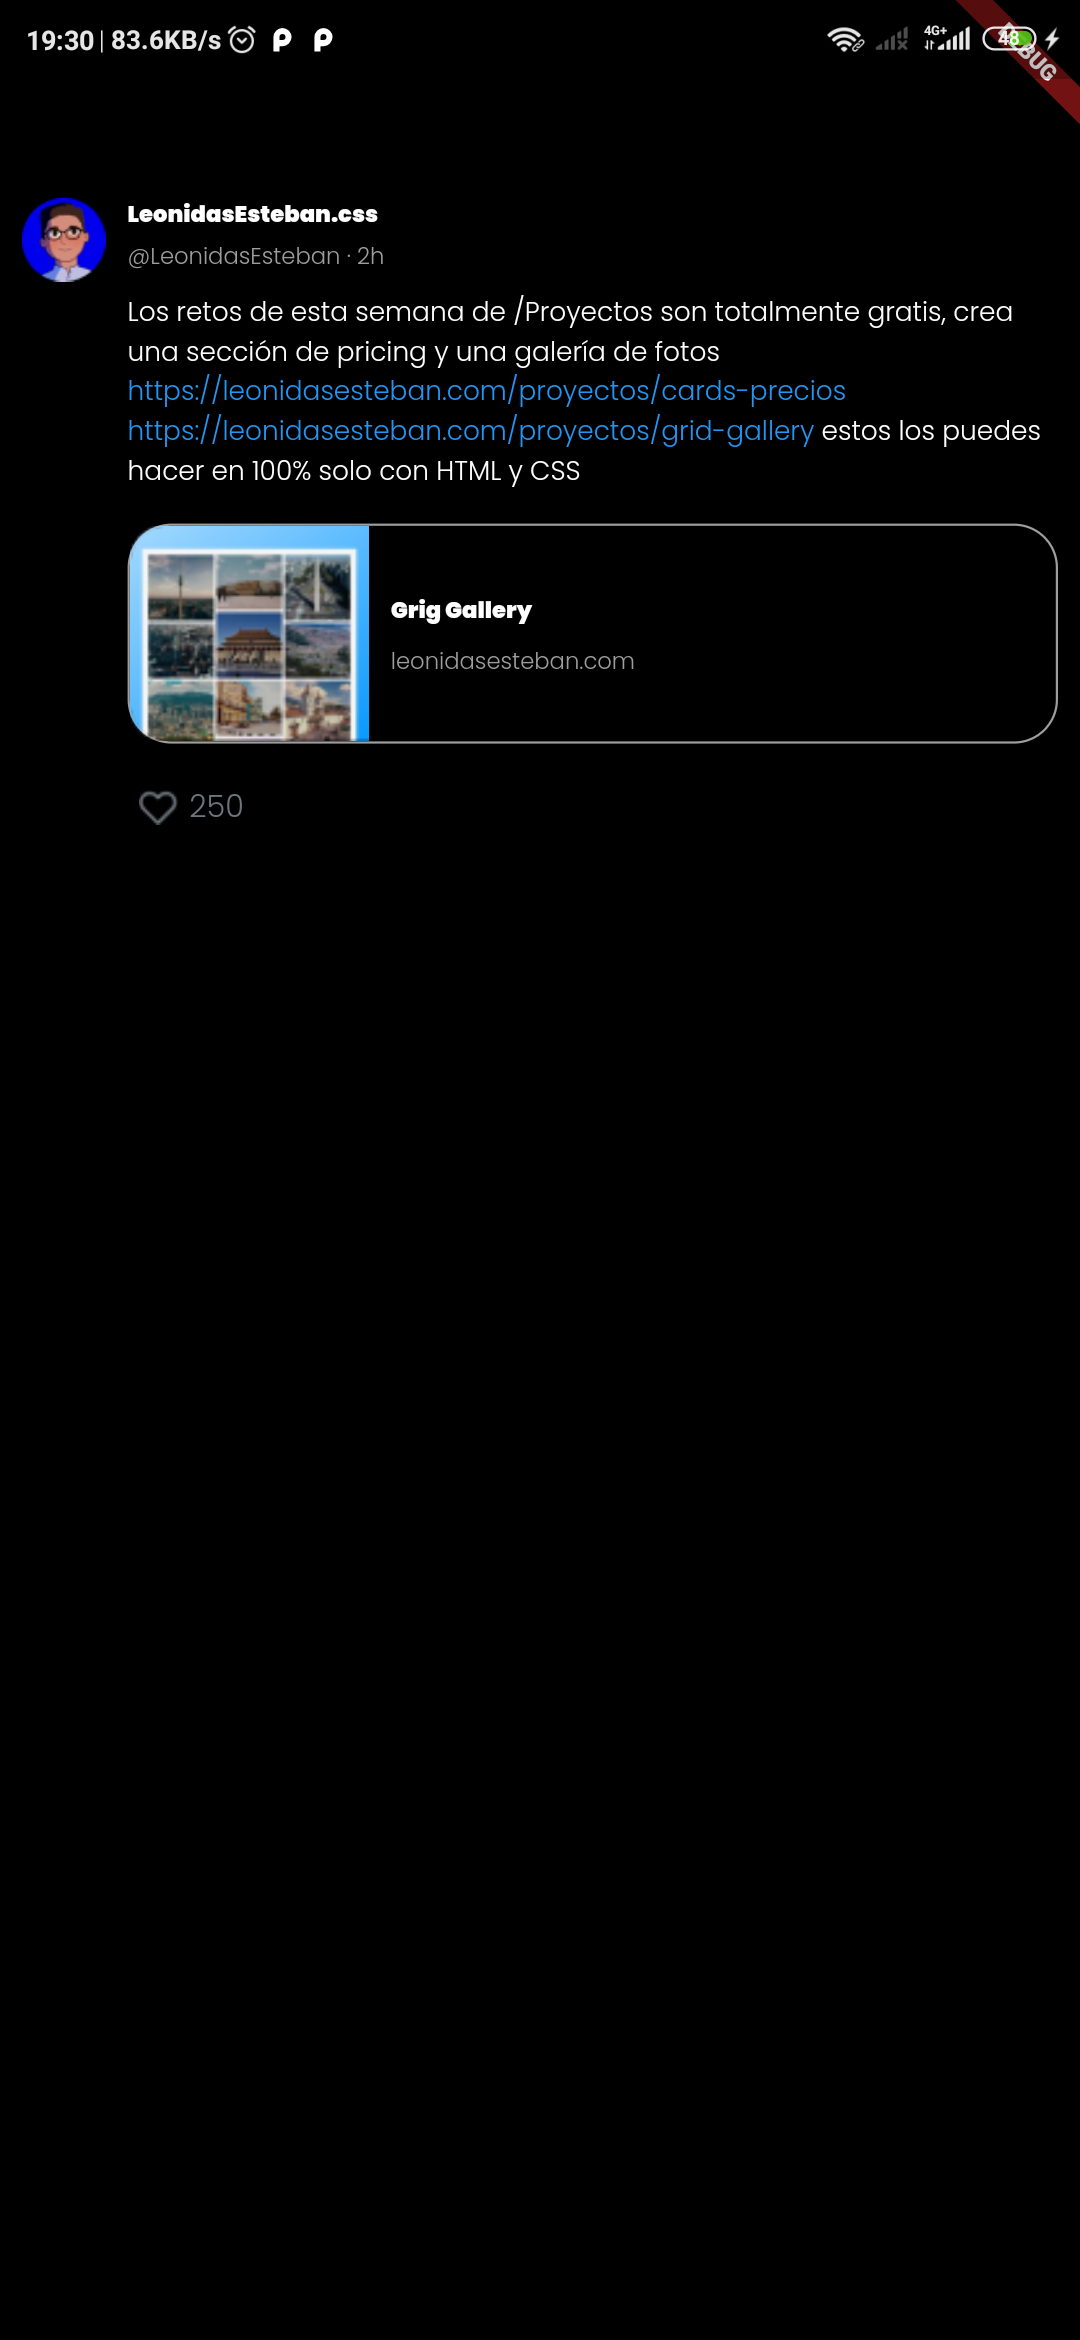 19:30 | 83.6KB/s
4G+
48
BUG
LeonidasEsteban.css
@LeonidasEsteban · 2h
Los retos de esta semana de /Proyectos son totalmente gratis, crea
una sección de pricing y una galería de fotos
https://leonidasesteban.com/proyectos/cards-precios
https://leonidasesteban.com/proyectos/grid-gallery estos los puedes
hacer en 100% solo con HTML y CSS
Grig Gallery
leonidasesteban.com
250